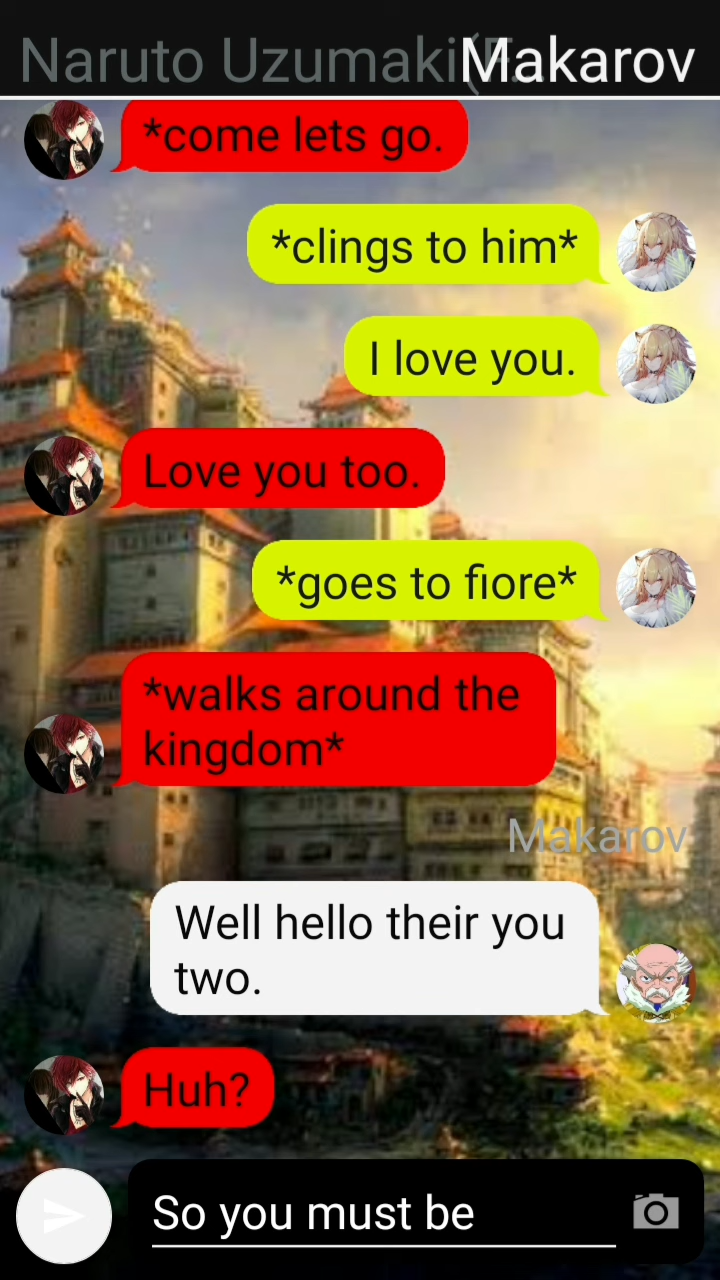 Naruto Uzumaki(F... Makarov
*come lets go.
*clings to him*
I love you.
Love you too.
*goes to fiore*
*walks around the
kingdom*
Makarov
Well hello their you
two.
Huh?
So you must be